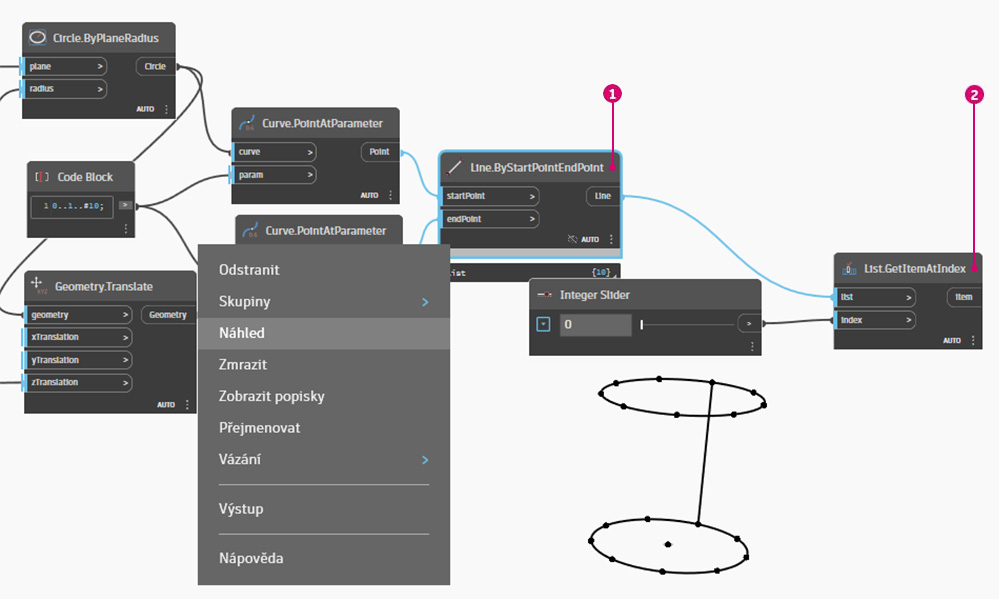 Circle.ByPlaneRadius
plane >
Circle
radius >
AUTO
1
2
Curve.PointAtParameter
curve >
Point
param >
AUTO
Code Block
1 0..1..#10;
>
Line.ByStartPointEndPoint
startPoint >
Line
endPoint >
AUTO
{10}
Curve.PointAtParameter
Geometry.Translate
geometry >
Geometry
xTranslation >
yTranslation >
zTranslation >
AUTO
Odstranit
Skupiny >
Náhled
Zmrazit
Zobrazit popisky
Přejmenovat
Vázání >
Výstup
Nápověda
Integer Slider
0
>
List.GetItemAtIndex
list >
item
index >
AUTO